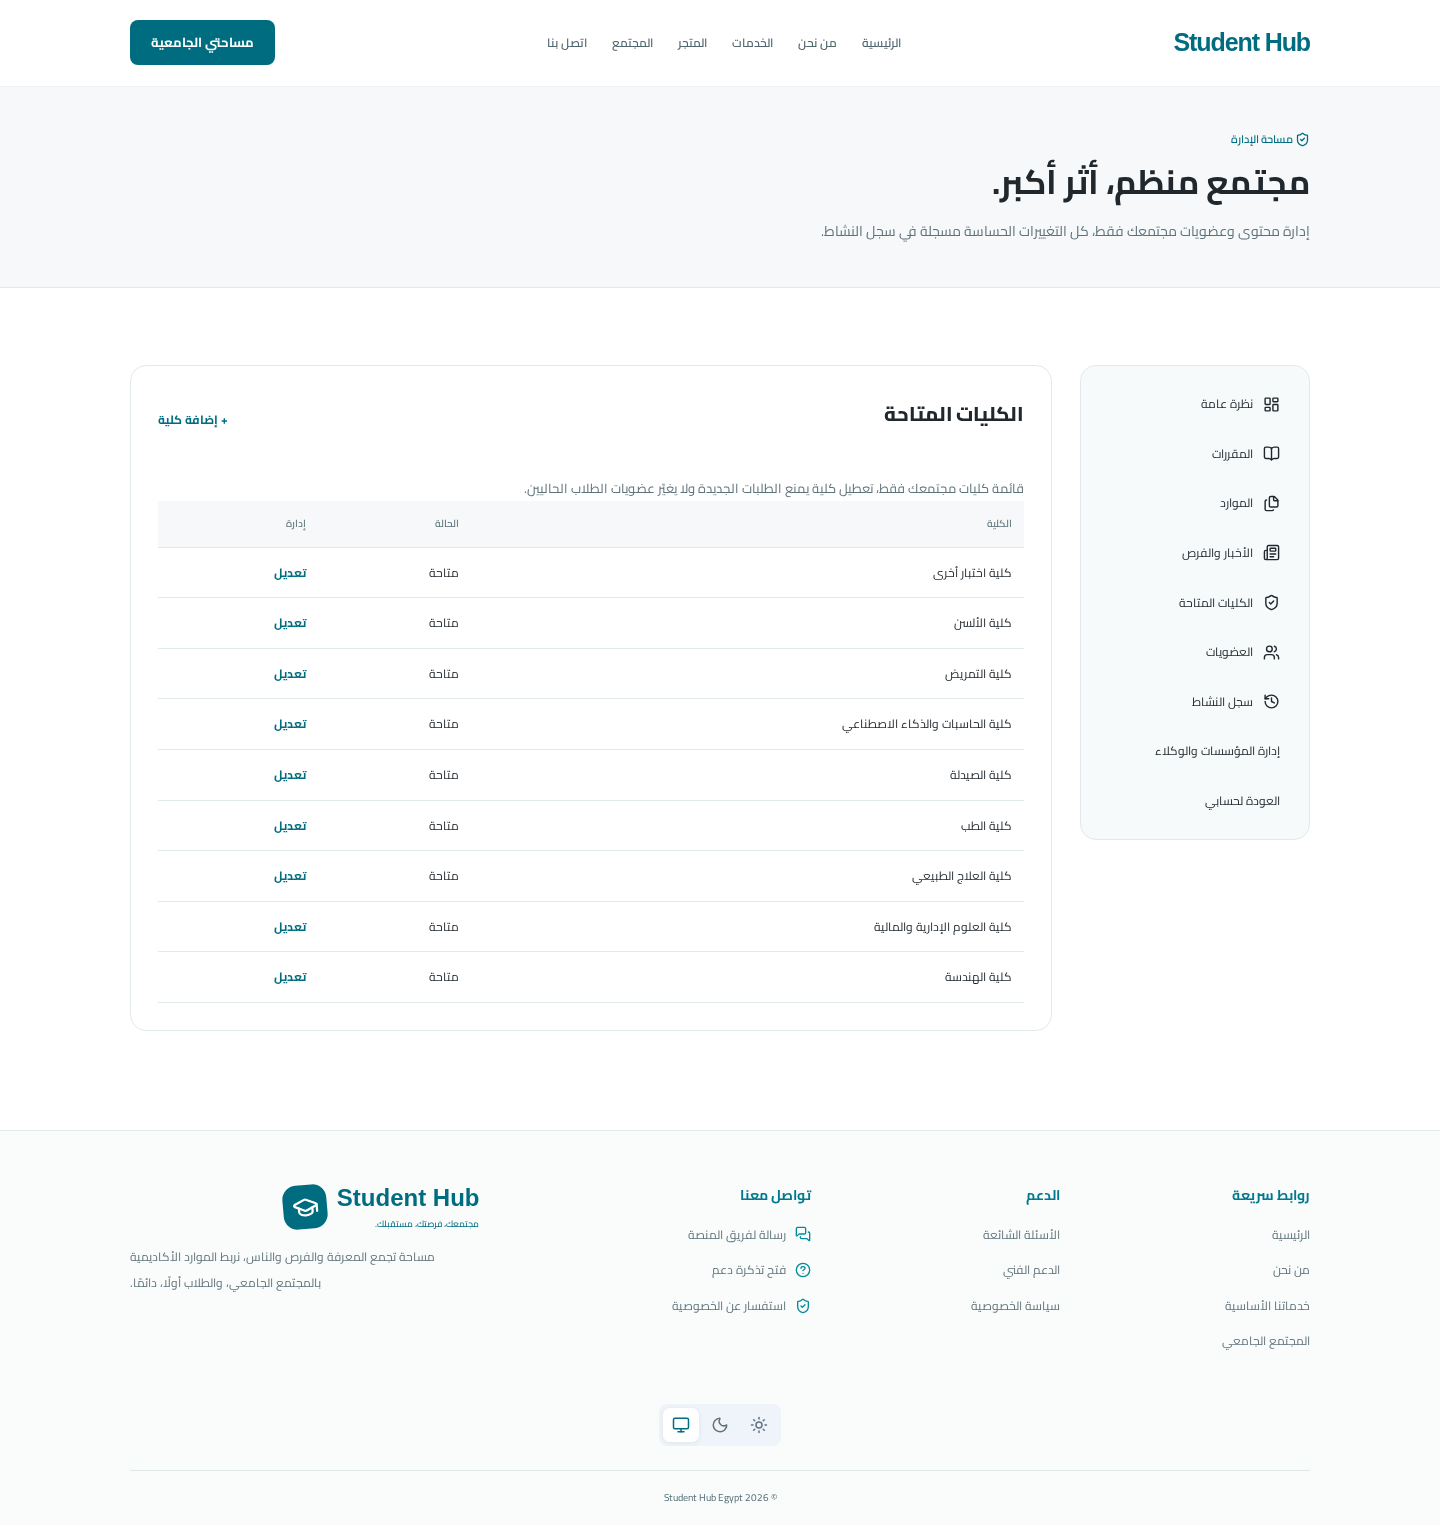 Student Hub
الرئيسية
من نحن
الخدمات
المتجر
المجتمع
اتصل بنا
مساحتي الجامعية
مساحة الإدارة
مجتمع منظم، أثر أكبر.
إدارة محتوى وعضويات مجتمعك فقط، كل التغييرات الحساسة مسجلة في سجل النشاط.
نظرة عامة
المقررات
الموارد
الأخبار والفرص
الكليات المتاحة
العضويات
سجل النشاط
إدارة المؤسسات والوكلاء
العودة لحسابي
الكليات المتاحة
+ إضافة كلية
قائمة كليات مجتمعك فقط، تعطيل كلية يمنع الطلبات الجديدة ولا يغيّر عضويات الطلاب الحاليين.
الكلية الحالة إدارة
كلية اختبار أخرى متاحة تعديل
كلية الألسن متاحة تعديل
كلية التمريض متاحة تعديل
كلية الحاسبات والذكاء الاصطناعي متاحة تعديل
كلية الصيدلة متاحة تعديل
كلية الطب متاحة تعديل
كلية العلاج الطبيعي متاحة تعديل
كلية العلوم الإدارية والمالية متاحة تعديل
كلية الهندسة متاحة تعديل
روابط سريعة
الرئيسية
من نحن
خدماتنا الأساسية
المجتمع الجامعي
الدعم
الأسئلة الشائعة
الدعم الفني
سياسة الخصوصية
تواصل معنا
رسالة لفريق المنصة
فتح تذكرة دعم
استفسار عن الخصوصية
Student Hub
مجتمعك، فرصتك، مستقبلك.
مساحة تجمع المعرفة والفرص والناس، نربط الموارد الأكاديمية
بالمجتمع الجامعي، والطلاب أولًا، دائمًا.
© 2026 Student Hub Egypt